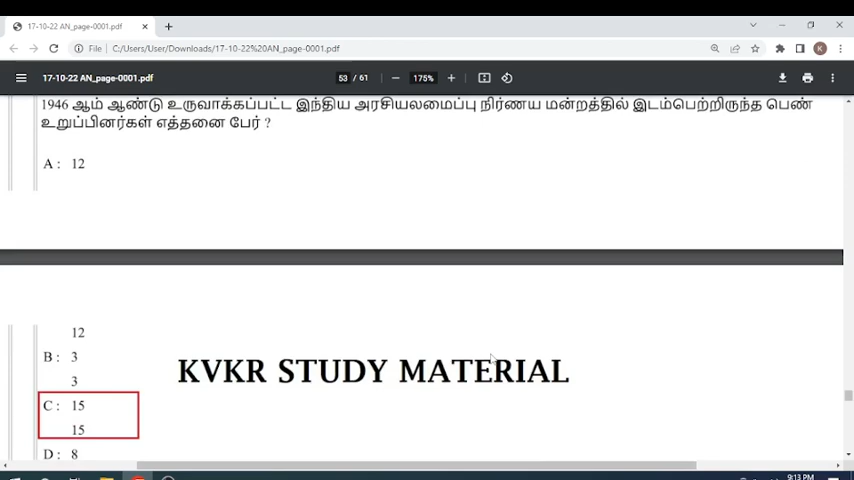 17-10-22 AN_page-0001.pdf
File
C:/Users/User/Downloads/17-10-22%20AN_page-0001.pdf
K
17-10-22 AN_page-0001.pdf
53 / 61
175%
1946 ஆம் ஆண்டு உருவாக்கப்பட்ட இந்திய அரசியலமைப்பு நிர்ணய மன்றத்தில் இடம்பெற்றிருந்த பெண்
உறுப்பினர்கள் எத்தனை பேர் ?
A : 12
12
B : 3
3
C : 15
15
D : 8
KVKR STUDY MATERIAL
9:13 PM